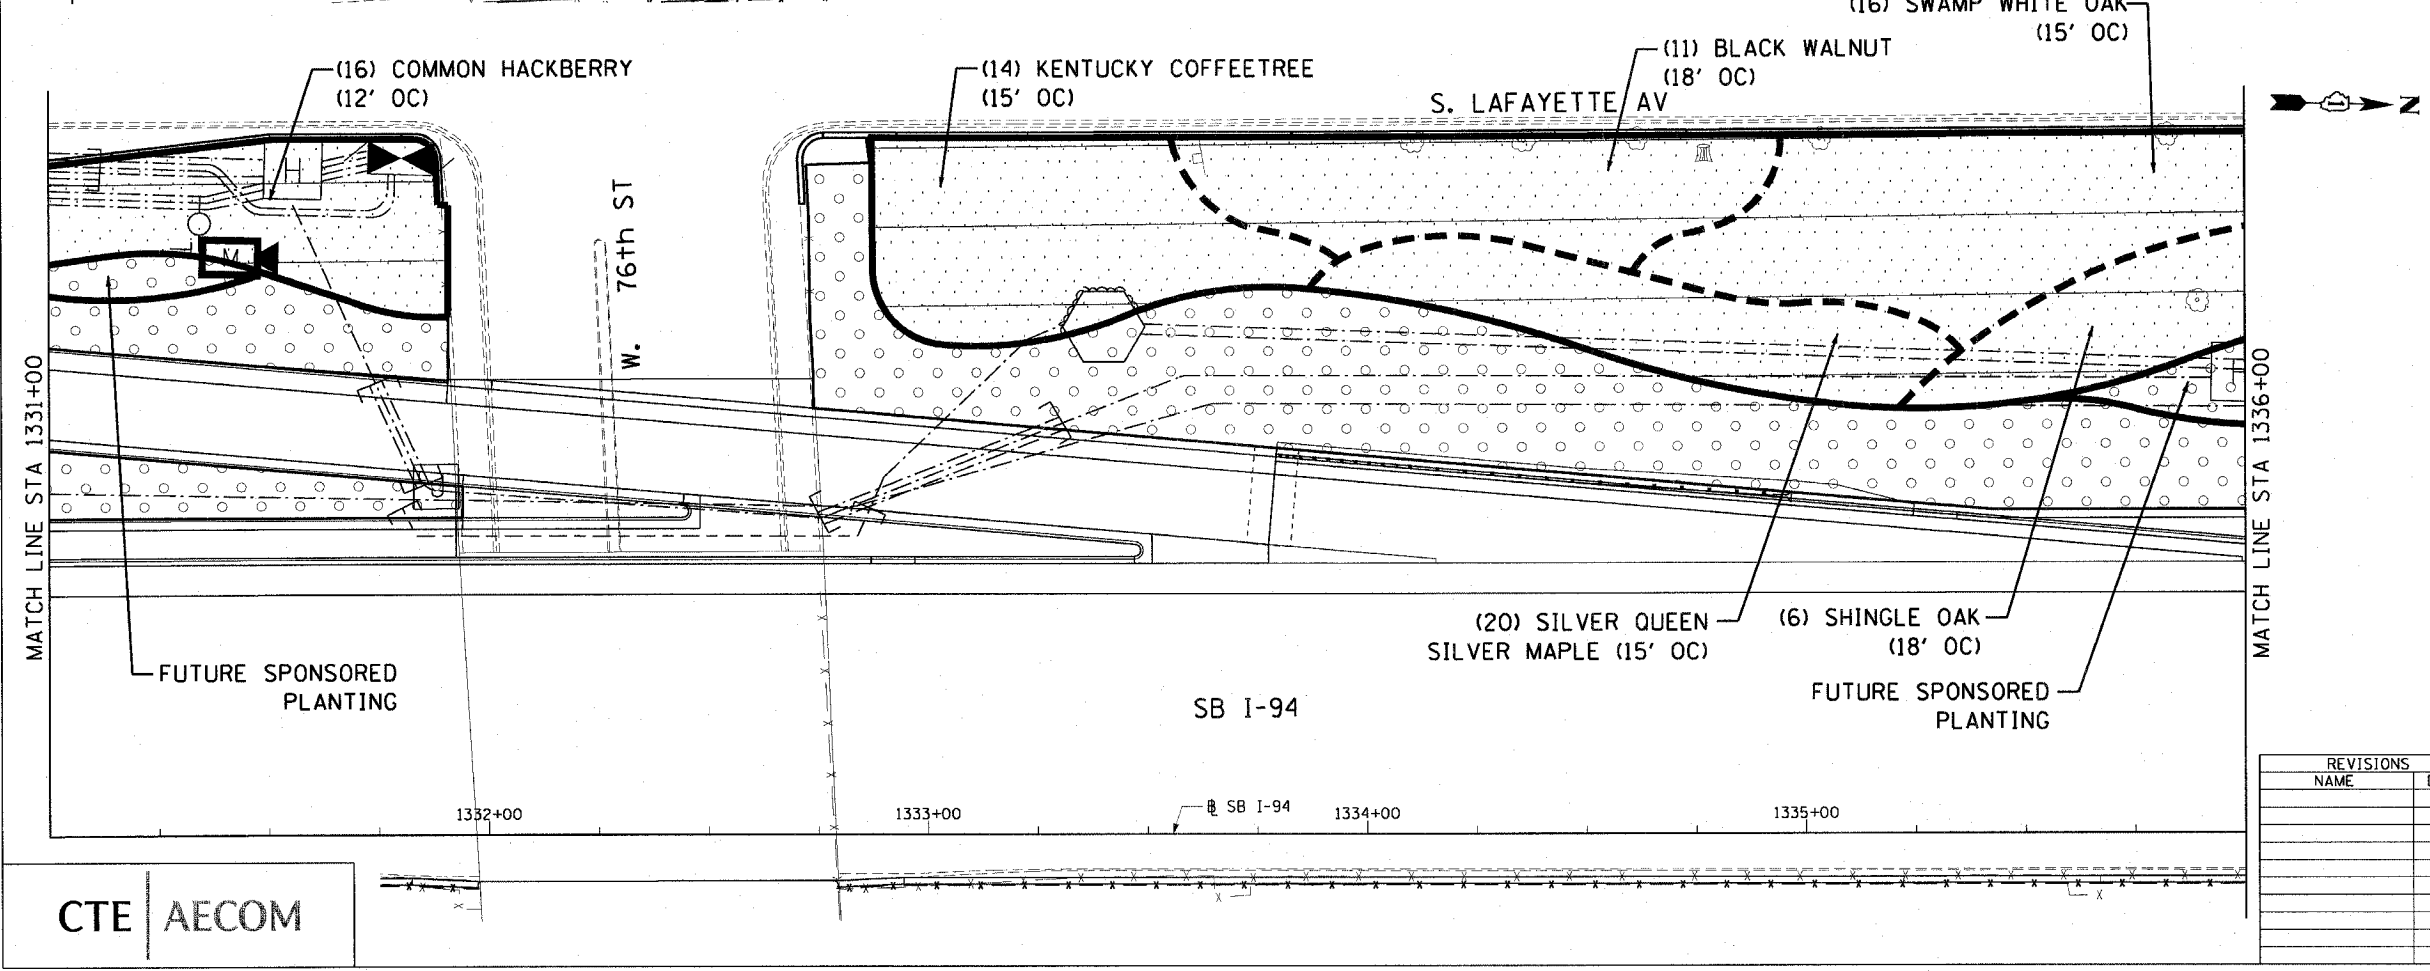 (16) SWAMP WHITE OAK
(15' OC)
(11) BLACK WALNUT
(18' OC)
(16) COMMON HACKBERRY
(12' OC)
(14) KENTUCKY COFFEETREE
(15' OC)
S. LAFAYETTE AV
N
H
M
W. 76th ST
MATCH LINE STA 1331+00
MATCH LINE STA 1336+00
(20) SILVER QUEEN
SILVER MAPLE (15' OC)
(6) SHINGLE OAK
(18' OC)
FUTURE SPONSORED
PLANTING
FUTURE SPONSORED
PLANTING
SB I-94
1332+00
1333+00
℄ SB I-94
1334+00
1335+00
REVISIONS
NAME
CTE AECOM